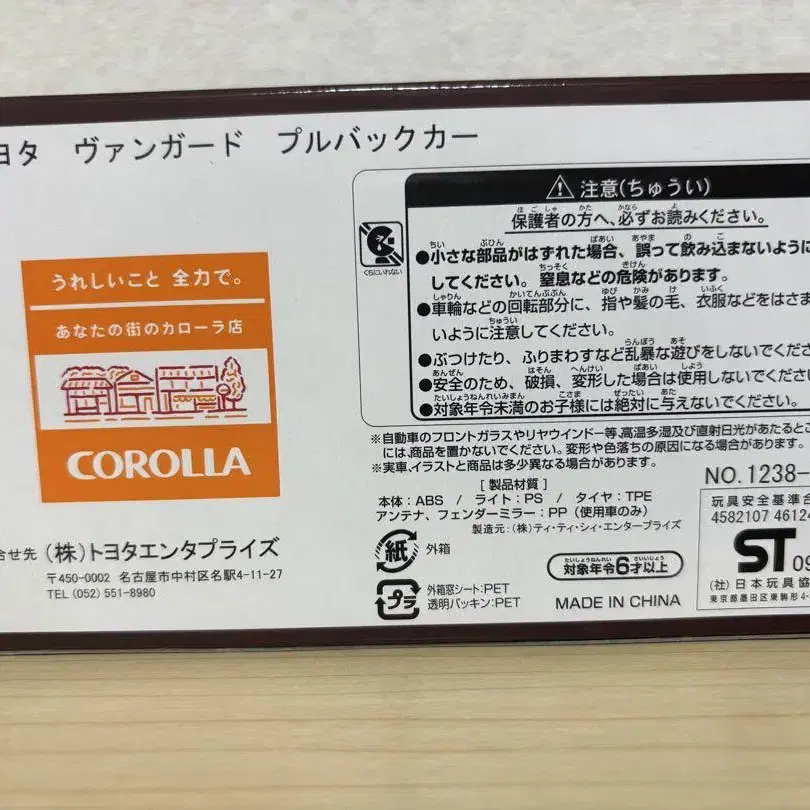 ヨタ ヴァンガード プルバックカー
うれしいこと 全力で。
あなたの街のカローラ店
COROLLA
合せ先 (株)トヨタエンタプライズ
〒450-0002 名古屋市中村区名駅4-11-27
TEL (052) 551-8980
くちにいれない
⚠ 注意(ちゅうい)
保護者の方へ、必ずお読みください。
●小さな部品がはずれた場合、誤って飲み込まないように
してください。窒息などの危険があります。
●車輪などの回転部分に、指や髪の毛、衣服などをはさま
いように注意してください。
●ぶつけたり、ふりまわすなど乱暴な遊びをしないでくださ
●安全のため、破損、変形した場合は使用しないでくださ
●対象年令未満のお子様には絶対に与えないでください。
※自動車のフロントガラスやリヤウインドー等、高温多湿及び直射日光があたるとこ
には、商品を置かないでください。変形や色落ちの原因になる場合があります。
※実車、イラストと商品は多少異なる場合があります。
[製品材質]
本体:ABS / ライト:PS / タイヤ:TPE
アンテナ、フェンダーミラー:PP(使用車のみ)
製造元:(株)ティ・ティ・シィ・エンタープライズ
紙 外箱
プラ 外箱窓シート:PET
透明パッキン:PET
対象年令6才以上
MADE IN CHINA
NO.1238-
玩具安全基準合
4582107 46124
ST 09
(社)日本玩具協
東京都墨田区東駒形4-